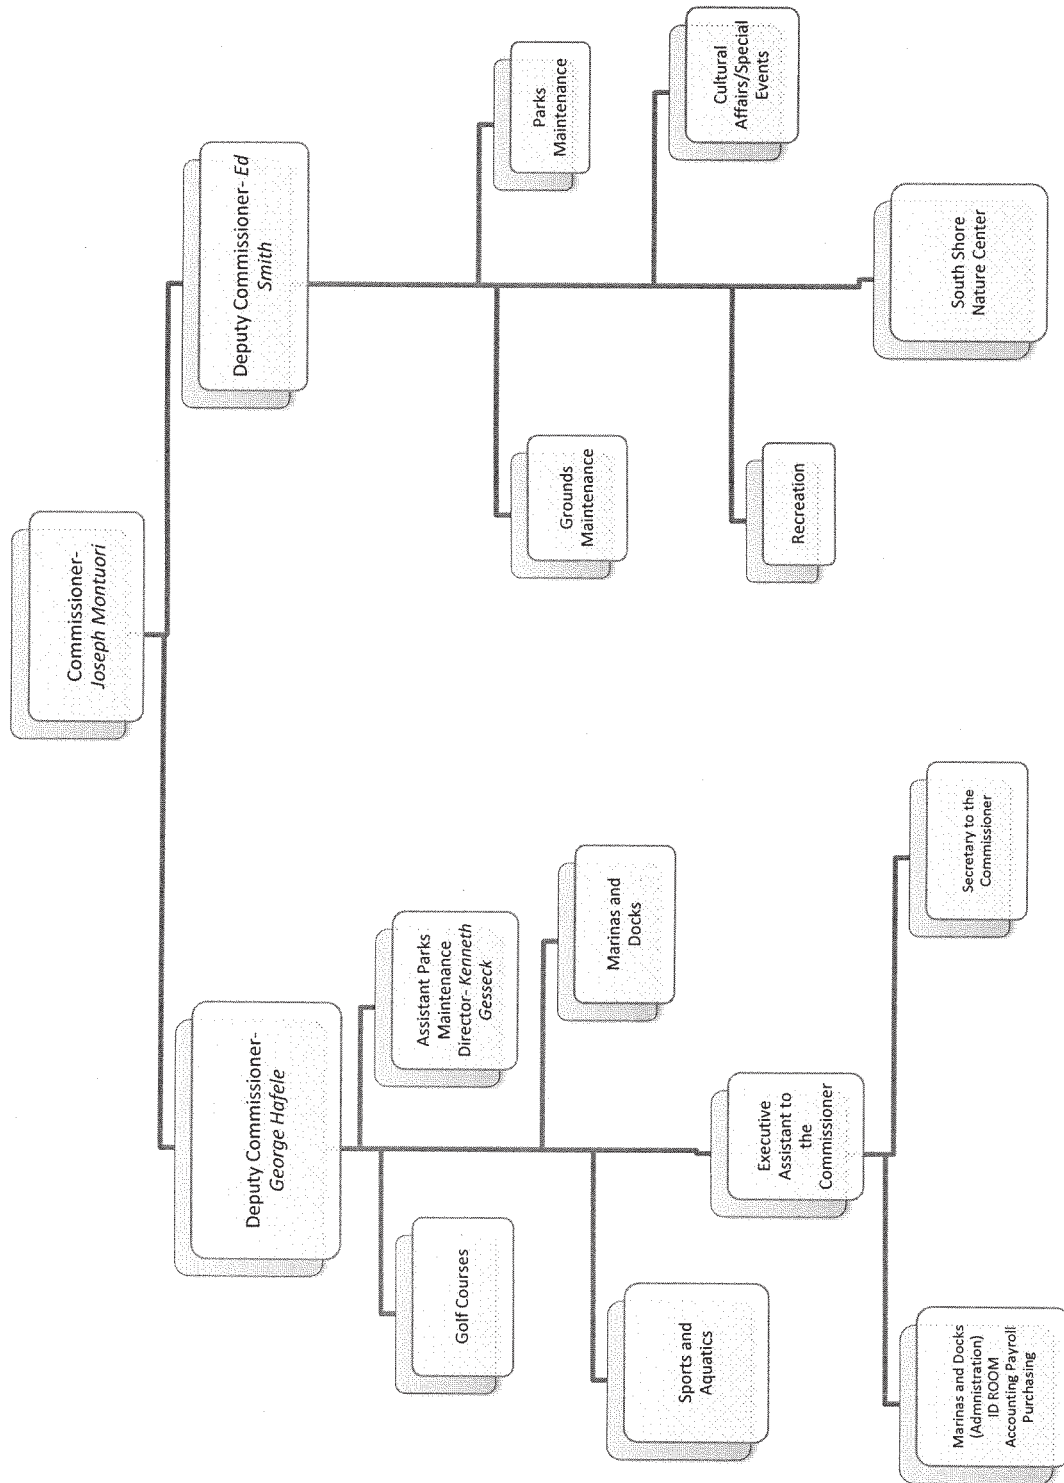 Commissioner-
Joseph Montuori
Deputy Commissioner-
George Hafele
Deputy Commissioner- Ed
Smith
Golf Courses
Assistant Parks
Maintenance
Director- Kenneth
Gesseck
Sports and
Aquatics
Marinas and
Docks
Executive
Assistant to
the
Commissioner
Marinas and Docks
(Admnistration)
ID ROOM
Accounting Payroll
Purchasing
Secretary to the
Commissioner
Grounds
Maintenance
Parks
Maintenance
Recreation
Cultural
Affairs/Special
Events
South Shore
Nature Center